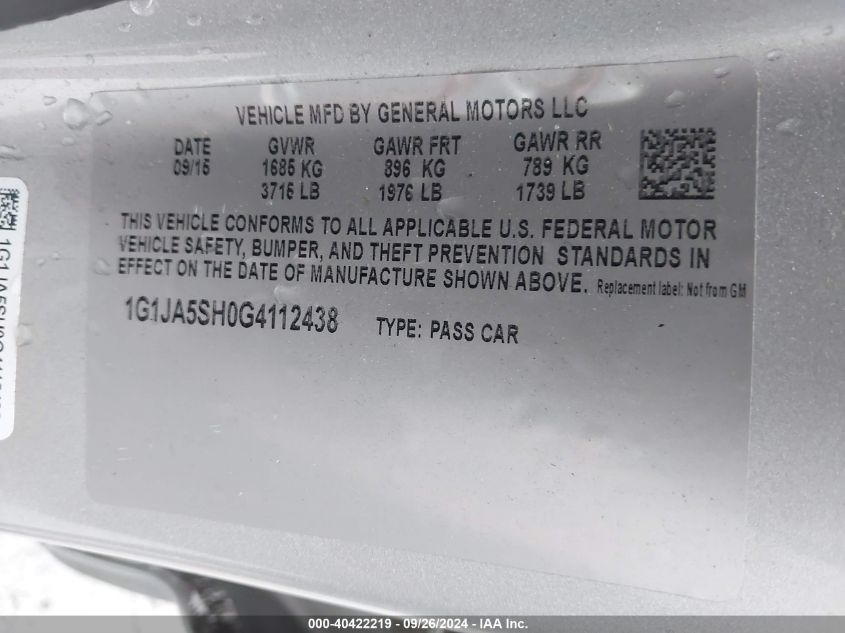 VEHICLE MFD BY GENERAL MOTORS LLC
DATE GVWR GAWR FRT GAWR RR
09/15 1685 KG 896 KG 789 KG
3716 LB 1976 LB 1739 LB
THIS VEHICLE CONFORMS TO ALL APPLICABLE U.S. FEDERAL MOTOR
VEHICLE SAFETY, BUMPER, AND THEFT PREVENTION STANDARDS IN
EFFECT ON THE DATE OF MANUFACTURE SHOWN ABOVE. Replacement label: Not from GM
1G1JA5SH0G4112438 TYPE: PASS CAR
000-40422219 - 09/26/2024 - IAA Inc.